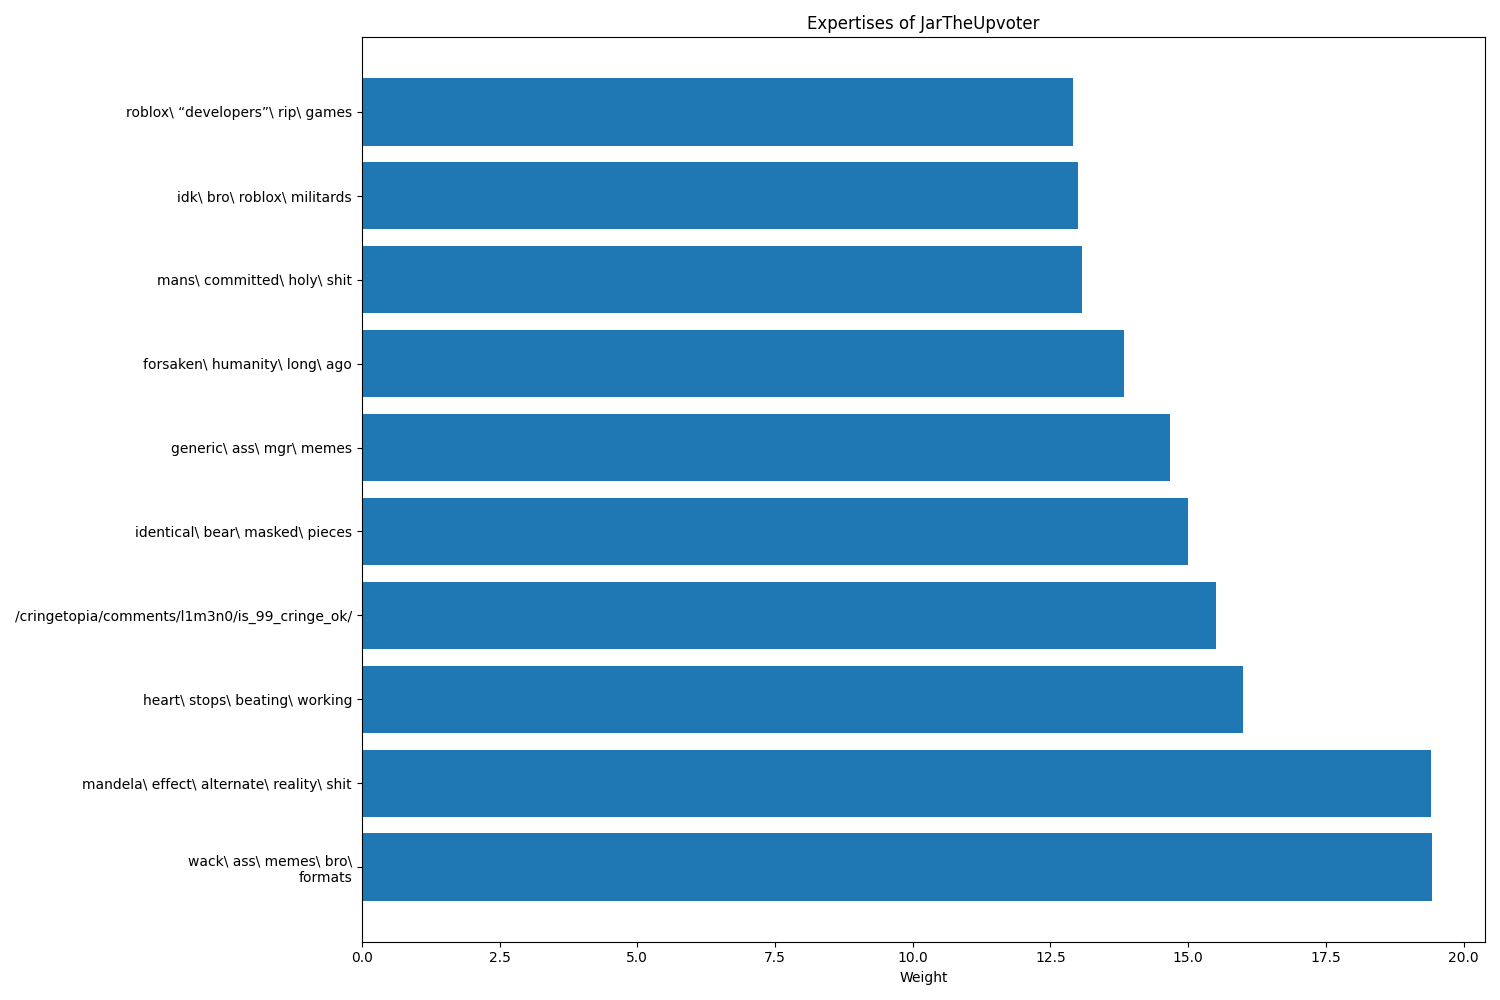 Expertises of JarTheUpvoter
roblox\ “developers”\ rip\ games
idk\ bro\ roblox\ militards
mans\ committed\ holy\ shit
forsaken\ humanity\ long\ ago
generic\ ass\ mgr\ memes
identical\ bear\ masked\ pieces
/cringetopia/comments/l1m3n0/is_99_cringe_ok/
heart\ stops\ beating\ working
mandela\ effect\ alternate\ reality\ shit
wack\ ass\ memes\ bro\
formats
0.0 2.5 5.0 7.5 10.0 12.5 15.0 17.5 20.0
Weight